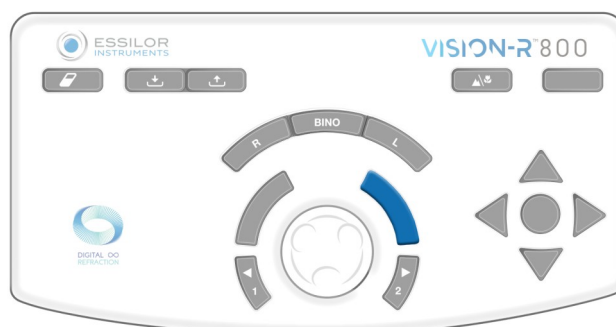 ESSILOR
INSTRUMENTS
VISION-R™800
R
BINO
L
DIGITAL
REFRACTION
1
2